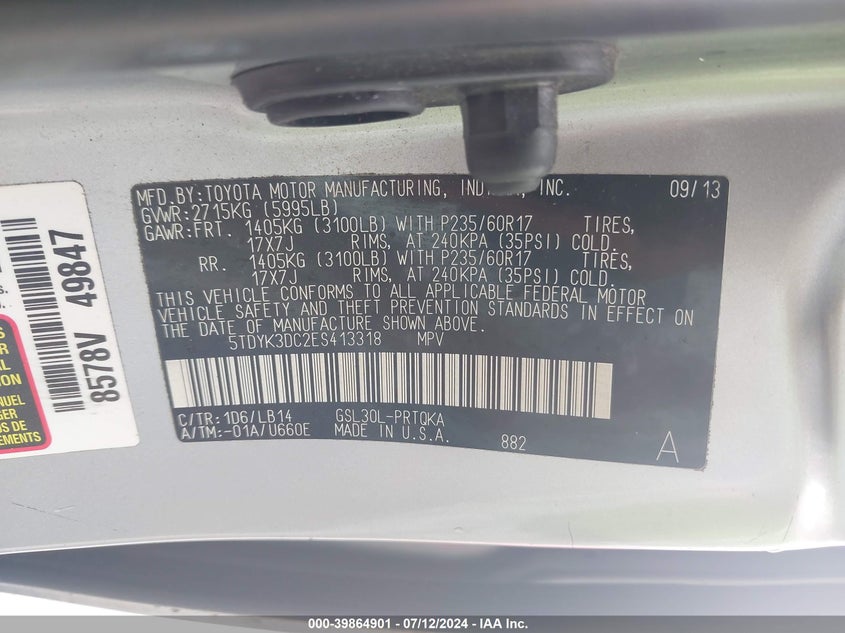 MFD.BY:TOYOTA MOTOR MANUFACTURING, INC. 09/13
GVWR:2715KG (5995LB)
GAWR:FRT. 1405KG (3100LB) WITH P235/60R17 TIRES,
17X7J RIMS, AT 240KPA (35PSI) COLD.
RR. 1405KG (3100LB) WITH P235/60R17 TIRES,
17X7J RIMS, AT 240KPA (35PSI) COLD.
THIS VEHICLE CONFORMS TO ALL APPLICABLE FEDERAL MOTOR
VEHICLE SAFETY AND THEFT PREVENTION STANDARDS IN EFFECT ON
THE DATE OF MANUFACTURE SHOWN ABOVE.
5TDYK3DC2ES413318 MPV
C/TR:1D6/LB14 GSL30L-PRTQKA
A/TM:-01A/U660E MADE IN U.S.A. 882 A
8578V 49847
000-39864901 - 07/12/2024 - IAA Inc.